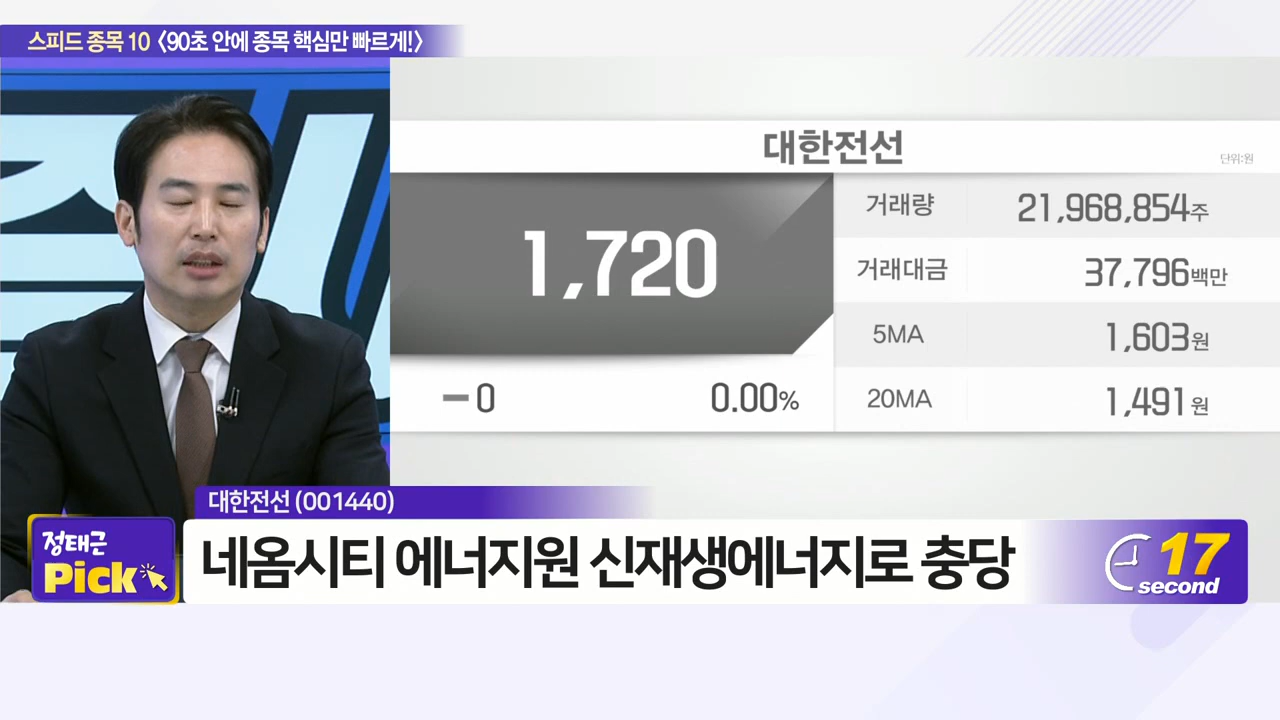 스피드 종목 10 〈90초 안에 종목 핵심만 빠르게!〉
대한전선
단위:원
1,720
0 0.00%
거래량 21,968,854주
거래대금 37,796백만
5MA 1,603원
20MA 1,491원
대한전선 (001440)
정태근
Pick
네옴시티 에너지원 신재생에너지로 충당
17
second